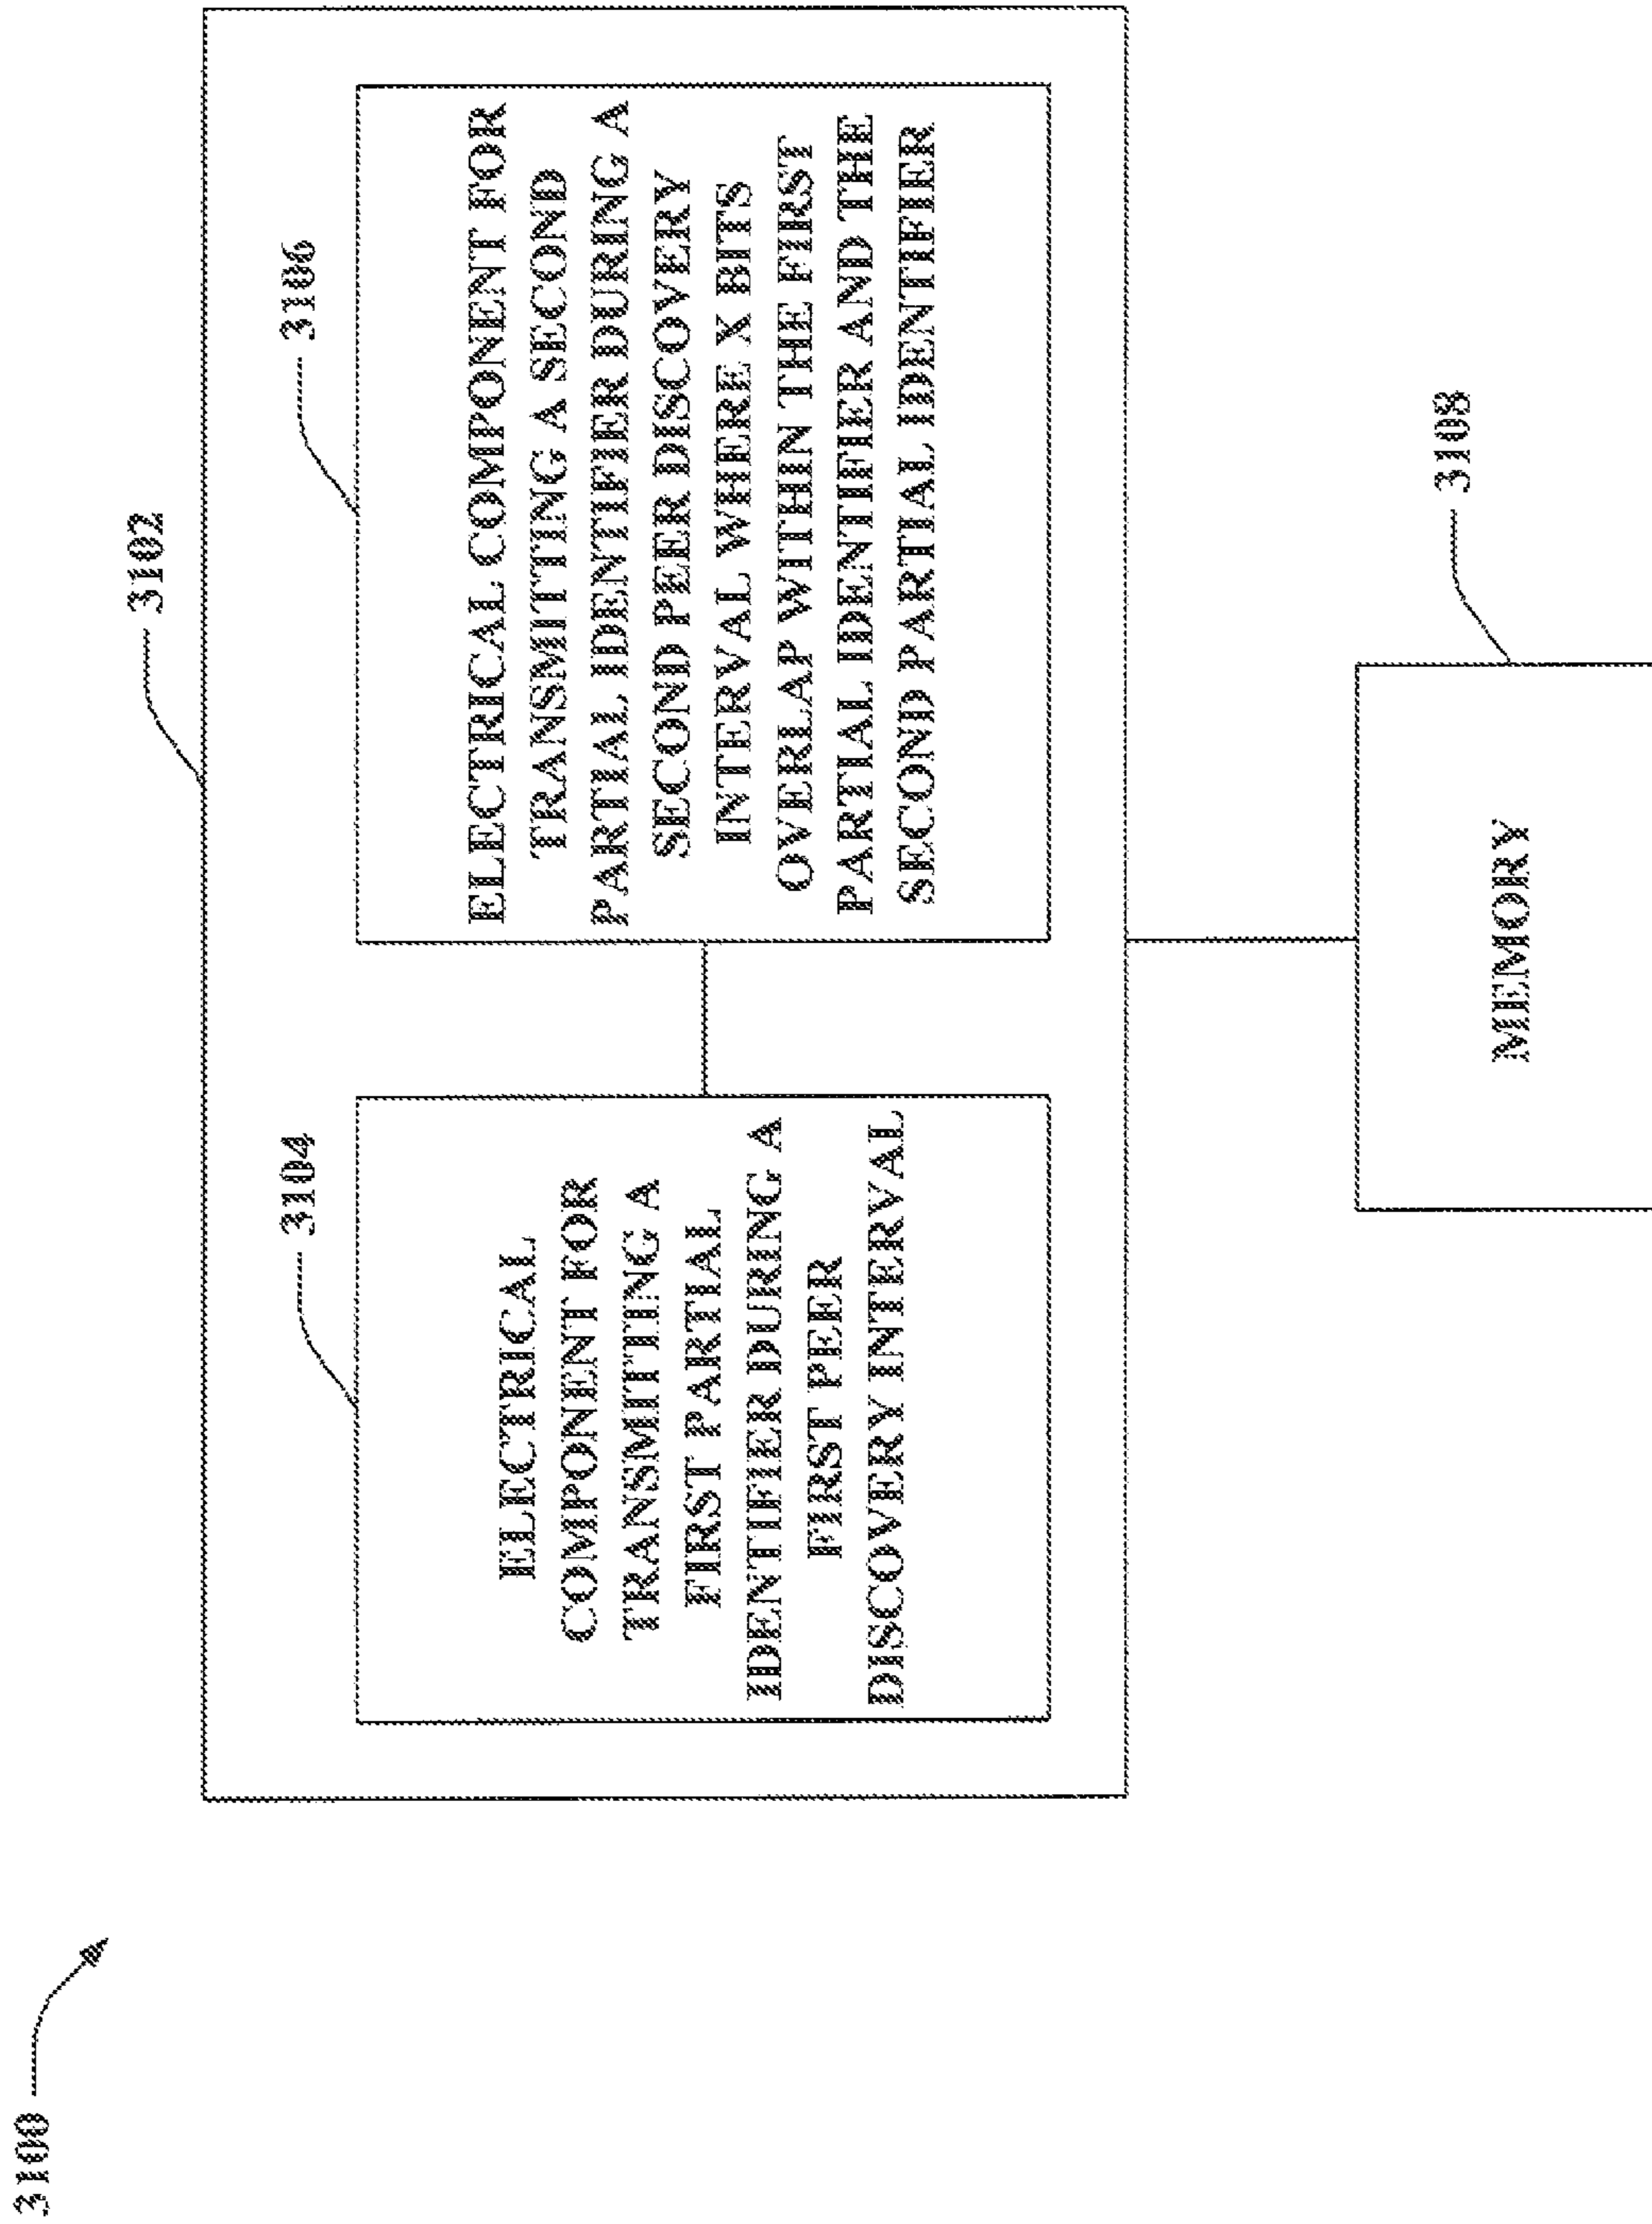 3100
3102
3104
ELECTRICAL
COMPONENT FOR
TRANSMITTING A
FIRST PARTIAL
IDENTIFIER DURING A
FIRST PEER
DISCOVERY INTERVAL
3106
ELECTRICAL COMPONENT FOR
TRANSMITTING A SECOND
PARTIAL IDENTIFIER DURING A
SECOND PEER DISCOVERY
INTERVAL WHERE X BITS
OVERLAP WITHIN THE FIRST
PARTIAL IDENTIFIER AND THE
SECOND PARTIAL IDENTIFIER
3108
MEMORY